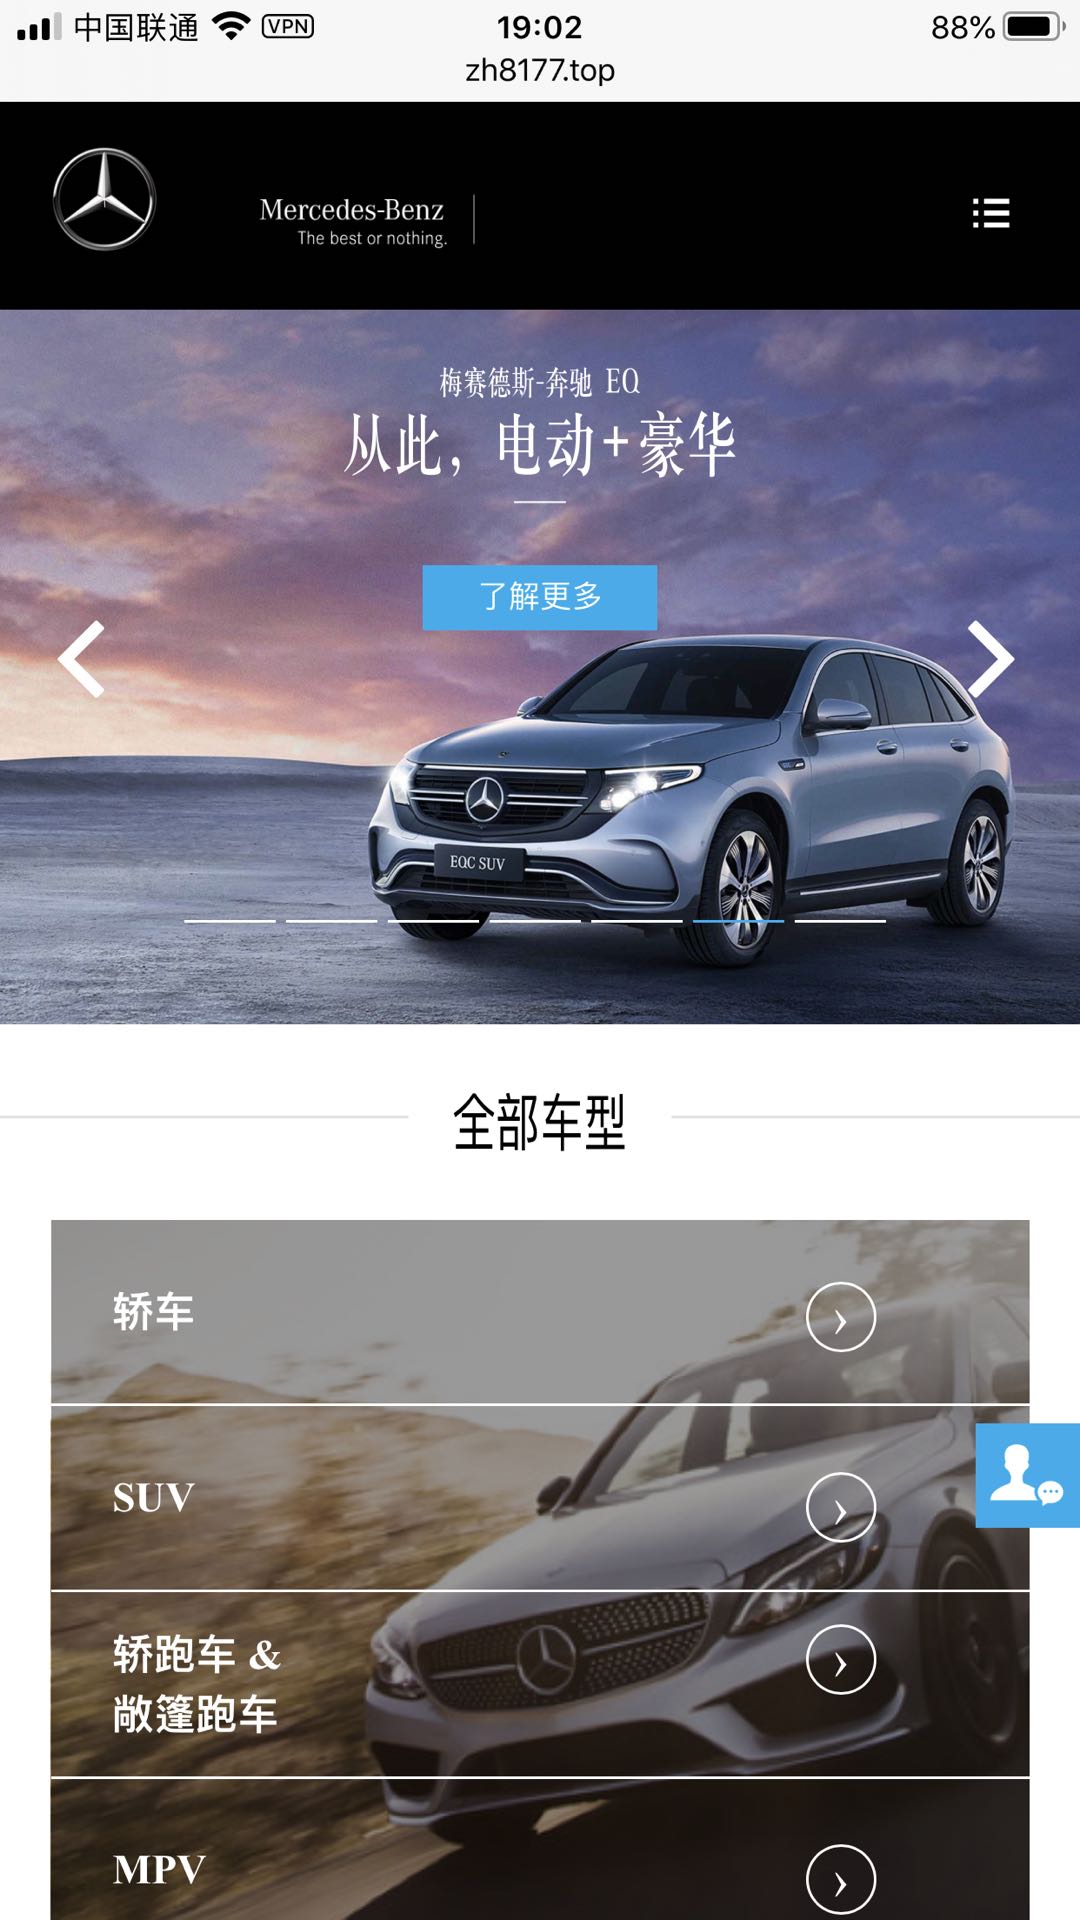 中国联通 VPN 19:02 88%
zh8177.top
Mercedes-Benz
The best or nothing.
梅赛德斯-奔驰 EQ
从此，电动+豪华
了解更多
EQC SUV
全部车型
轿车
SUV
轿跑车 &
敞篷跑车
MPV